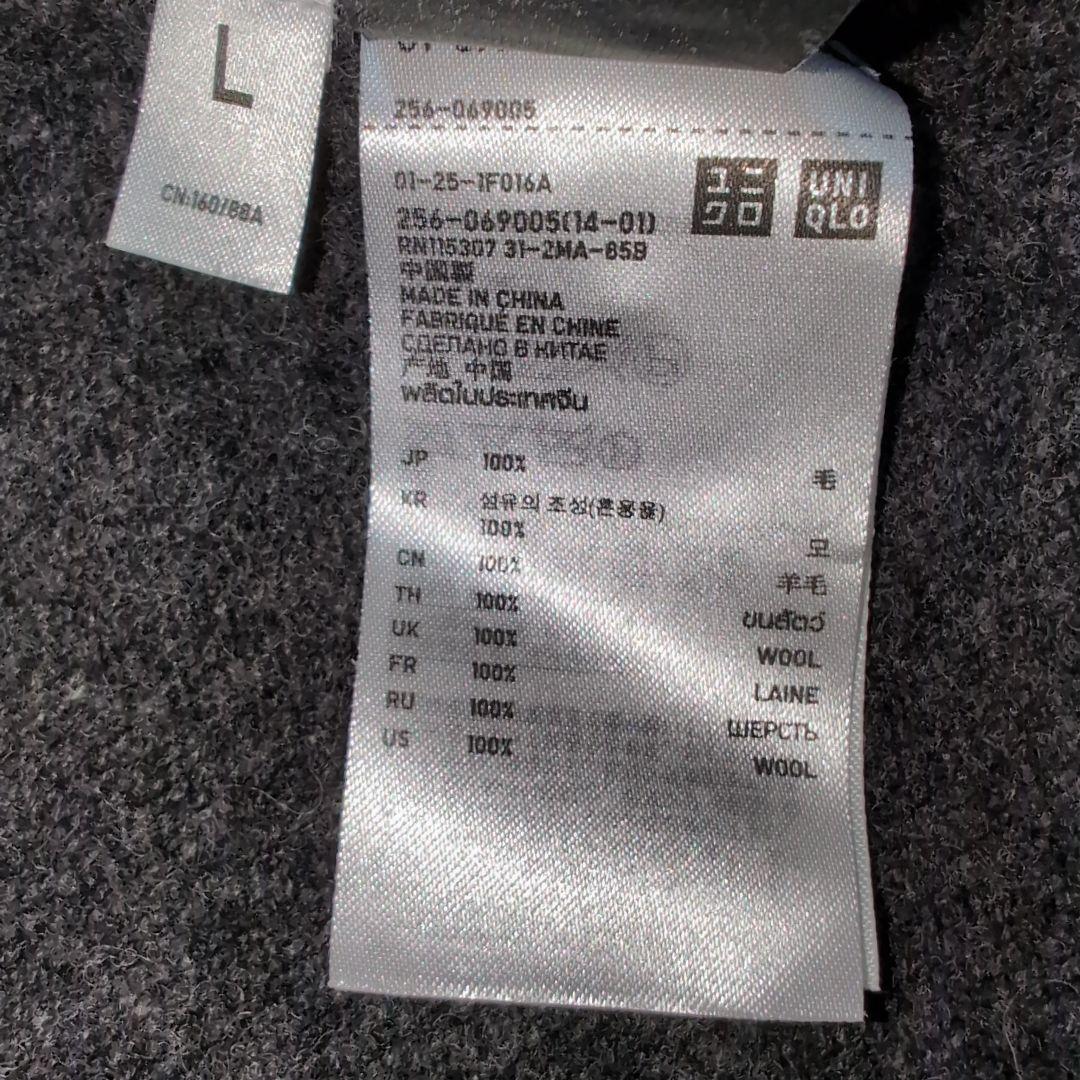 L
CN:160/88A
256-069005
01-25-1F016A
ユニクロ
UNIQLO
256-069005(14-01)
RN115307 31-2MA-85B
中国製
MADE IN CHINA
FABRIQUÉ EN CHINE
СДЕЛАНО В КИТАЕ
产地 中国
ผลิตในประเทศจีน
JP 100% 毛
KR 섬유의 조성(혼용율)
100% 모
CN 100% 羊毛
TH 100% ขนสัตว์
UK 100% WOOL
FR 100% LAINE
RU 100% ШЕРСТЬ
US 100% WOOL